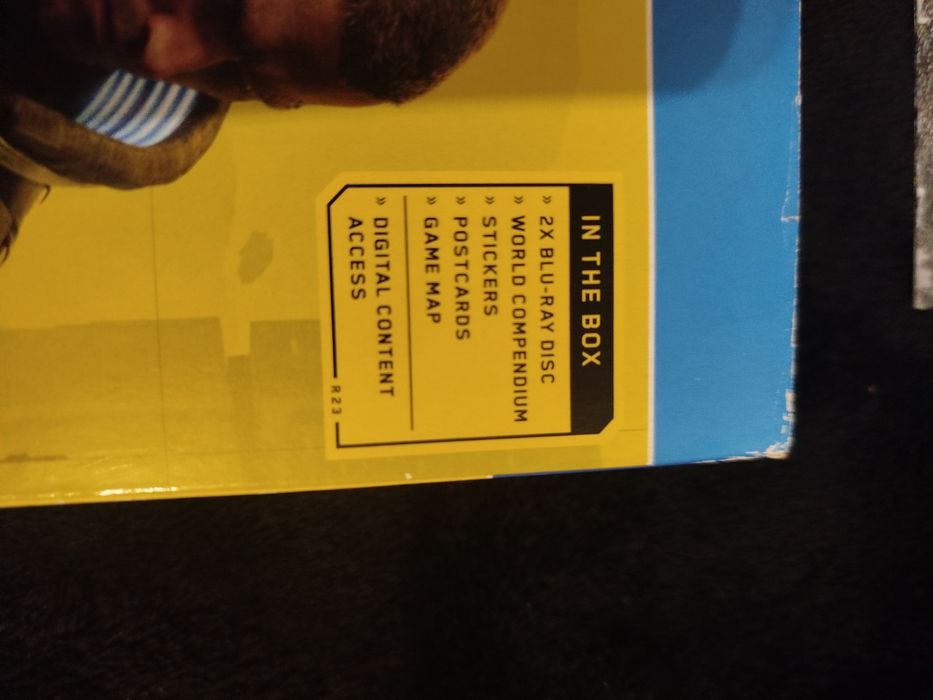 IN THE BOX
» 2X BLU-RAY DISC
» WORLD COMPENDIUM
» STICKERS
» POSTCARDS
» GAME MAP
» DIGITAL CONTENT
ACCESS
R23